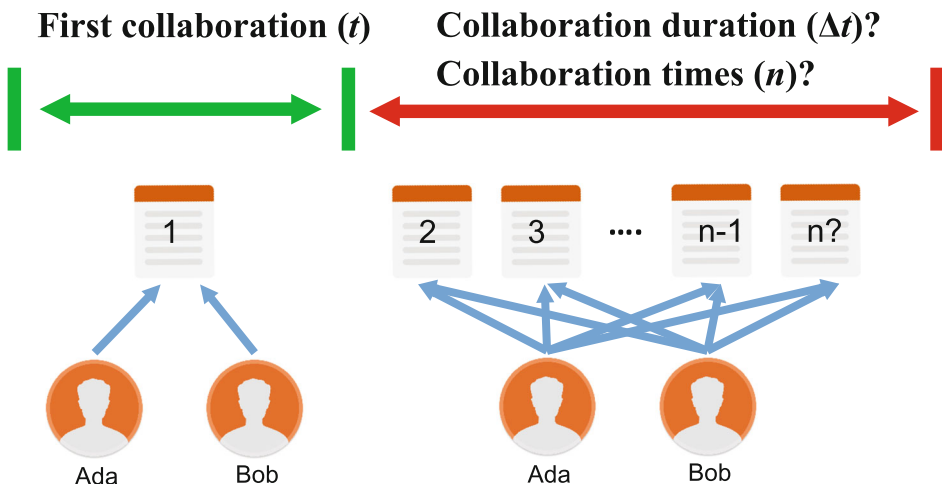 First collaboration (t)
Collaboration duration (Δt)?
Collaboration times (n)?
1
2
3
....
n-1
n?
Ada
Bob
Ada
Bob